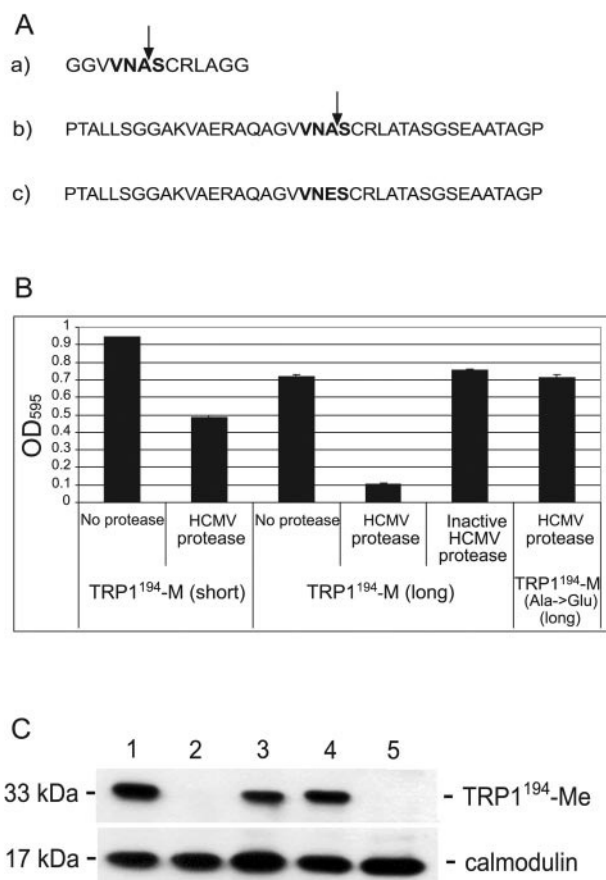 A
a) GGVVNASCRLAGG
b) PTALLSGGAKVAERAQAGVVNASCRLATASGSEAATAGP
c) PTALLSGGAKVAERAQAGVVNESCRLATASGSEAATAGP
B
OD595
1
0.9
0.8
0.7
0.6
0.5
0.4
0.3
0.2
0.1
0
No protease
HCMV protease
No protease
HCMV protease
Inactive HCMV protease
HCMV protease
TRP1¹⁹⁴-M (short)
TRP1¹⁹⁴-M (long)
TRP1¹⁹⁴-M (Ala->Glu) (long)
C
1 2 3 4 5
33 kDa - - TRP1¹⁹⁴-Me
17 kDa - - calmodulin